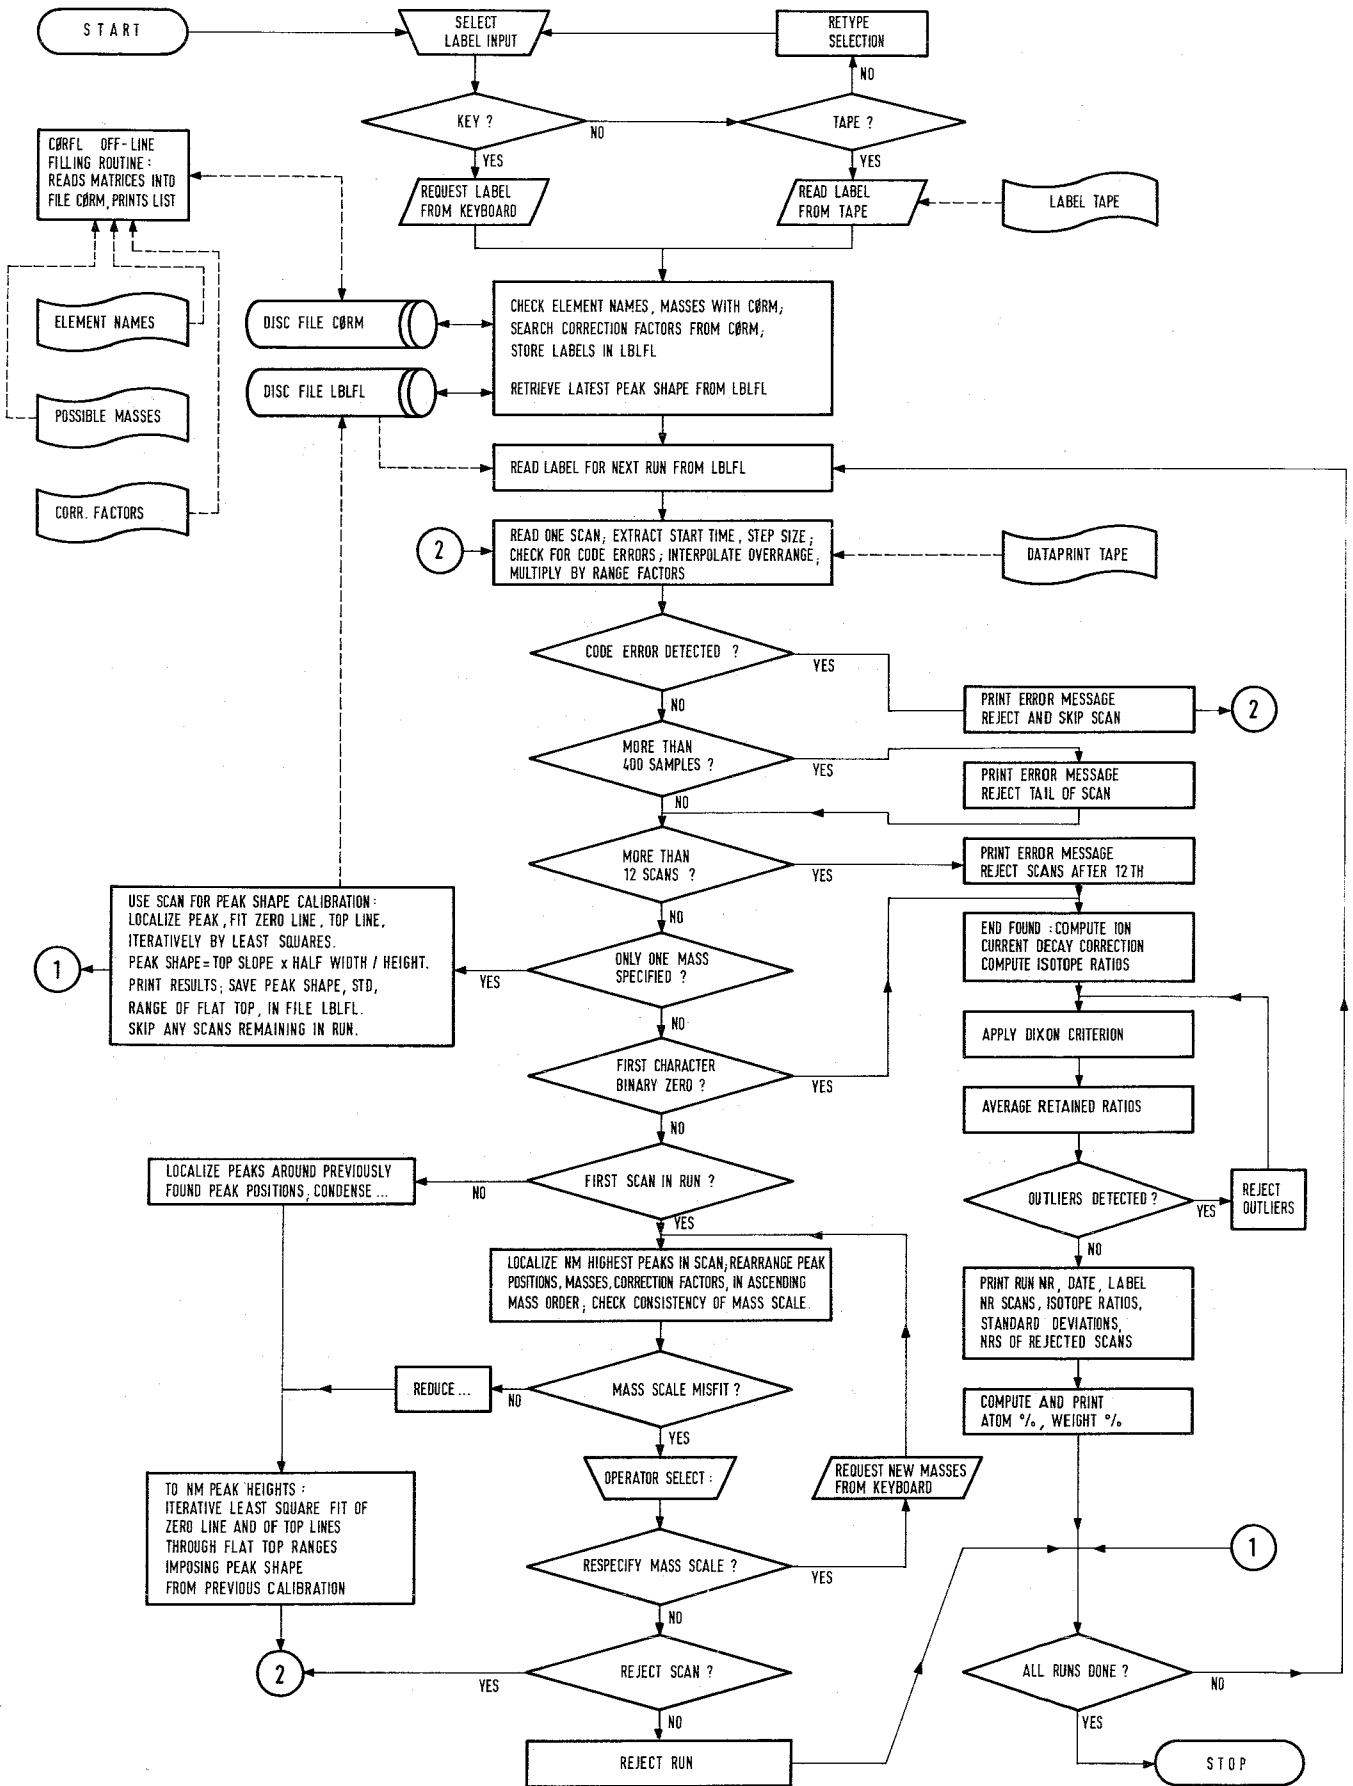 START
SELECT
LABEL INPUT
RETYPE
SELECTION
NO
KEY ?
NO
TAPE ?
YES
YES
CØRFL OFF-LINE
FILLING ROUTINE :
READS MATRICES INTO
FILE CØRM, PRINTS LIST
REQUEST LABEL
FROM KEYBOARD
READ LABEL
FROM TAPE
LABEL TAPE
ELEMENT NAMES
POSSIBLE MASSES
CORR. FACTORS
DISC FILE CØRM
DISC FILE LBLFL
CHECK ELEMENT NAMES, MASSES WITH CØRM;
SEARCH CORRECTION FACTORS FROM CØRM;
STORE LABELS IN LBLFL
RETRIEVE LATEST PEAK SHAPE FROM LBLFL
READ LABEL FOR NEXT RUN FROM LBLFL
2
READ ONE SCAN; EXTRACT START TIME, STEP SIZE;
CHECK FOR CODE ERRORS; INTERPOLATE OVERRANGE;
MULTIPLY BY RANGE FACTORS
DATAPRINT TAPE
CODE ERROR DETECTED ?
YES
NO
PRINT ERROR MESSAGE
REJECT AND SKIP SCAN
2
MORE THAN
400 SAMPLES ?
YES
NO
PRINT ERROR MESSAGE
REJECT TAIL OF SCAN
MORE THAN
12 SCANS ?
YES
NO
PRINT ERROR MESSAGE
REJECT SCANS AFTER 12TH
1
USE SCAN FOR PEAK SHAPE CALIBRATION:
LOCALIZE PEAK, FIT ZERO LINE, TOP LINE,
ITERATIVELY BY LEAST SQUARES.
PEAK SHAPE=TOP SLOPE x HALF WIDTH / HEIGHT.
PRINT RESULTS; SAVE PEAK SHAPE, STD,
RANGE OF FLAT TOP, IN FILE LBLFL.
SKIP ANY SCANS REMAINING IN RUN.
YES
ONLY ONE MASS
SPECIFIED ?
NO
END FOUND : COMPUTE ION
CURRENT DECAY CORRECTION
COMPUTE ISOTOPE RATIOS
APPLY DIXON CRITERION
FIRST CHARACTER
BINARY ZERO ?
YES
NO
AVERAGE RETAINED RATIOS
LOCALIZE PEAKS AROUND PREVIOUSLY
FOUND PEAK POSITIONS, CONDENSE ...
NO
FIRST SCAN IN RUN ?
YES
OUTLIERS DETECTED ?
YES
NO
REJECT
OUTLIERS
LOCALIZE NM HIGHEST PEAKS IN SCAN; REARRANGE PEAK
POSITIONS, MASSES, CORRECTION FACTORS, IN ASCENDING
MASS ORDER; CHECK CONSISTENCY OF MASS SCALE.
PRINT RUN NR, DATE, LABEL
NR SCANS, ISOTOPE RATIOS,
STANDARD DEVIATIONS,
NRS OF REJECTED SCANS
REDUCE ...
NO
MASS SCALE MISFIT ?
YES
COMPUTE AND PRINT
ATOM %, WEIGHT %
TO NM PEAK HEIGHTS :
ITERATIVE LEAST SQUARE FIT OF
ZERO LINE AND OF TOP LINES
THROUGH FLAT TOP RANGES
IMPOSING PEAK SHAPE
FROM PREVIOUS CALIBRATION
OPERATOR SELECT :
REQUEST NEW MASSES
FROM KEYBOARD
RESPECIFY MASS SCALE ?
YES
NO
1
2
YES
REJECT SCAN ?
NO
ALL RUNS DONE ?
NO
YES
REJECT RUN
STOP